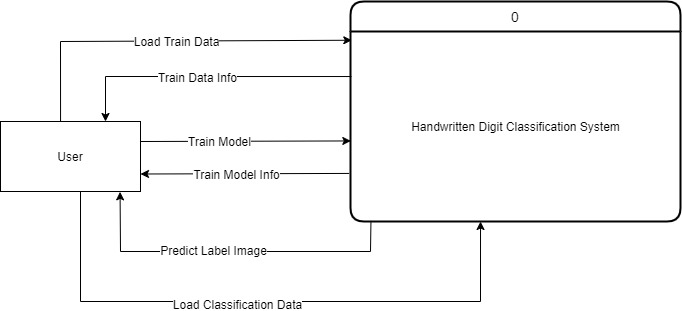 0
Load Train Data
Train Data Info
Handwritten Digit Classification System
Train Model
User
Train Model Info
Predict Label Image
Load Classification Data